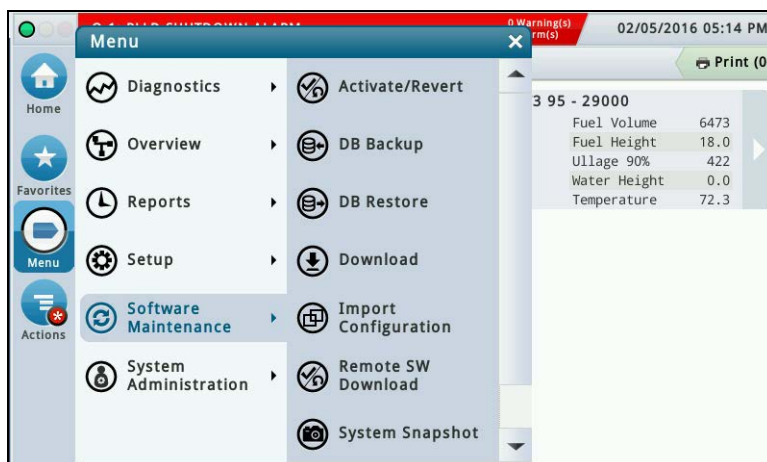 0 Warning(s)
02/05/2016 05:14 PM
Menu
Print (0
Home
Favorites
Menu
Actions
Diagnostics
Overview
Reports
Setup
Software
Maintenance
System
Administration
Activate/Revert
DB Backup
DB Restore
Download
Import
Configuration
Remote SW
Download
System Snapshot
3 95 - 29000
Fuel Volume 6473
Fuel Height 18.0
Ullage 90% 422
Water Height 0.0
Temperature 72.3